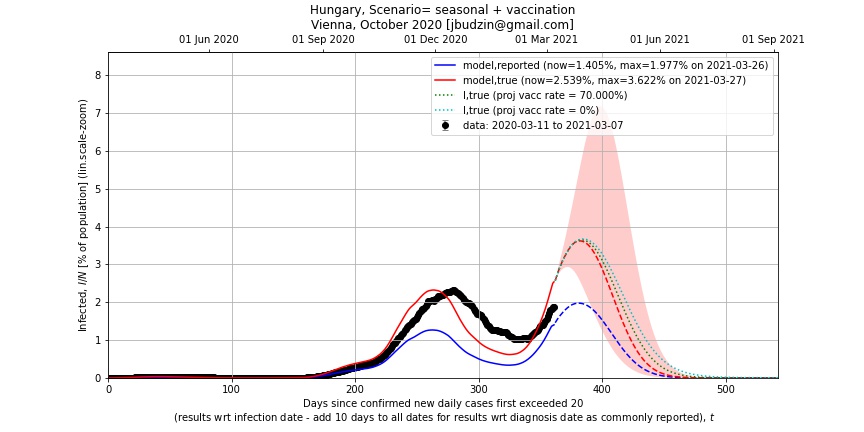 Hungary, Scenario= seasonal + vaccination
Vienna, October 2020 [jbudzin@gmail.com]
01 Jun 2020 01 Sep 2020 01 Dec 2020 01 Mar 2021 01 Jun 2021 01 Sep 2021
model,reported (now=1.405%, max=1.977% on 2021-03-26)
model,true (now=2.539%, max=3.622% on 2021-03-27)
I,true (proj vacc rate = 70.000%)
I,true (proj vacc rate = 0%)
data: 2020-03-11 to 2021-03-07
Infected, I/N [% of population] (lin.scale-zoom)
8
7
6
5
4
3
2
1
0
0 100 200 300 400 500
Days since confirmed new daily cases first exceeded 20
(results wrt infection date - add 10 days to all dates for results wrt diagnosis date as commonly reported), t